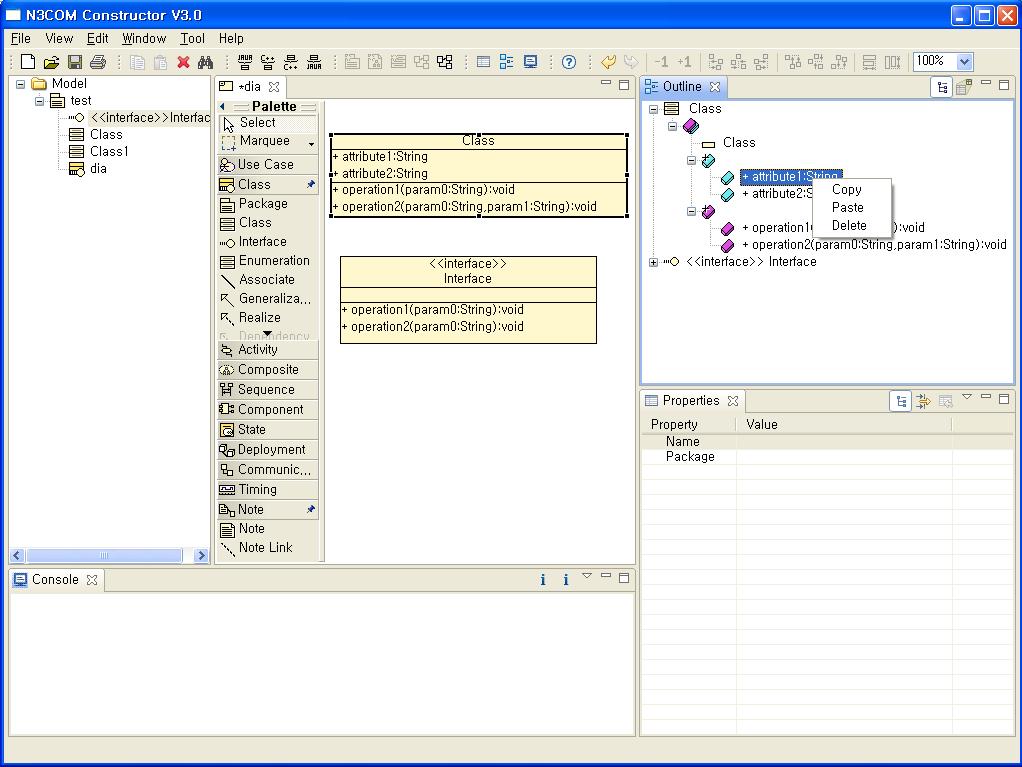 N3COM Constructor V3.0
File View Edit Window Tool Help
-1 +1 100%
Model
test
<<interface>>Interfac
Class
Class1
dia
*dia
Palette
Select
Marquee
Use Case
Class
Package
Class
Interface
Enumeration
Associate
Generaliza...
Realize
Dependency
Activity
Composite
Sequence
Component
State
Deployment
Communic...
Timing
Note
Note
Note Link
Class
+ attribute1:String
+ attribute2:String
+ operation1(param0:String):void
+ operation2(param0:String,param1:String):void
<<interface>>
Interface
+ operation1(param0:String):void
+ operation2(param0:String):void
Outline
Class
Class
+ attribute1:String
+ attribute2:S
+ operation1( ):void
+ operation2(param0:String,param1:String):void
<<interface>> Interface
Copy
Paste
Delete
Properties
Property Value
Name
Package
Console